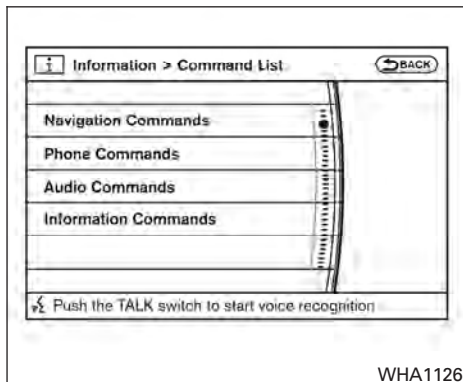 i Information > Command List BACK
Navigation Commands
Phone Commands
Audio Commands
Information Commands
Push the TALK switch to start voice recognition
WHA1126